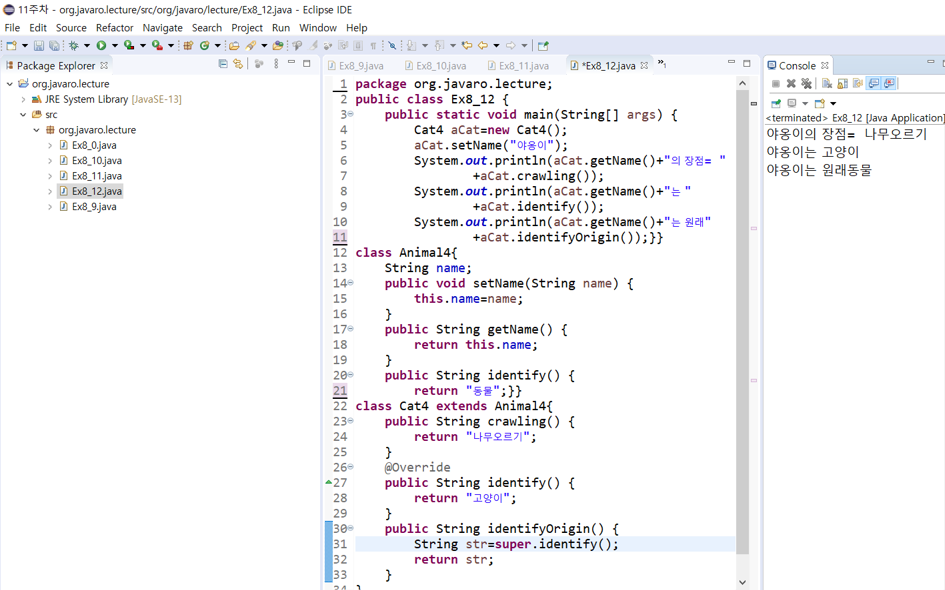 11주차 - org.javaro.lecture/src/org/javaro/lecture/Ex8_12.java - Eclipse IDE
File Edit Source Refactor Navigate Search Project Run Window Help
Package Explorer
org.javaro.lecture
JRE System Library [JavaSE-13]
src
org.javaro.lecture
Ex8_0.java
Ex8_10.java
Ex8_11.java
Ex8_12.java
Ex8_9.java
Ex8_9.java Ex8_10.java Ex8_11.java *Ex8_12.java »1
1 package org.javaro.lecture;
2 public class Ex8_12 {
3 public static void main(String[] args) {
4 Cat4 aCat=new Cat4();
5 aCat.setName("야옹이");
6 System.out.println(aCat.getName()+"의 장점= "
7 +aCat.crawling());
8 System.out.println(aCat.getName()+"는 "
9 +aCat.identify());
10 System.out.println(aCat.getName()+"는 원래"
11 +aCat.identifyOrigin());}}
12 class Animal4{
13 String name;
14 public void setName(String name) {
15 this.name=name;
16 }
17 public String getName() {
18 return this.name;
19 }
20 public String identify() {
21 return "동물";}}
22 class Cat4 extends Animal4{
23 public String crawling() {
24 return "나무오르기";
25 }
26 @Override
27 public String identify() {
28 return "고양이";
29 }
30 public String identifyOrigin() {
31 String str=super.identify();
32 return str;
33 }
34 }
Console
<terminated> Ex8_12 [Java Application]
야옹이의 장점= 나무오르기
야옹이는 고양이
야옹이는 원래동물